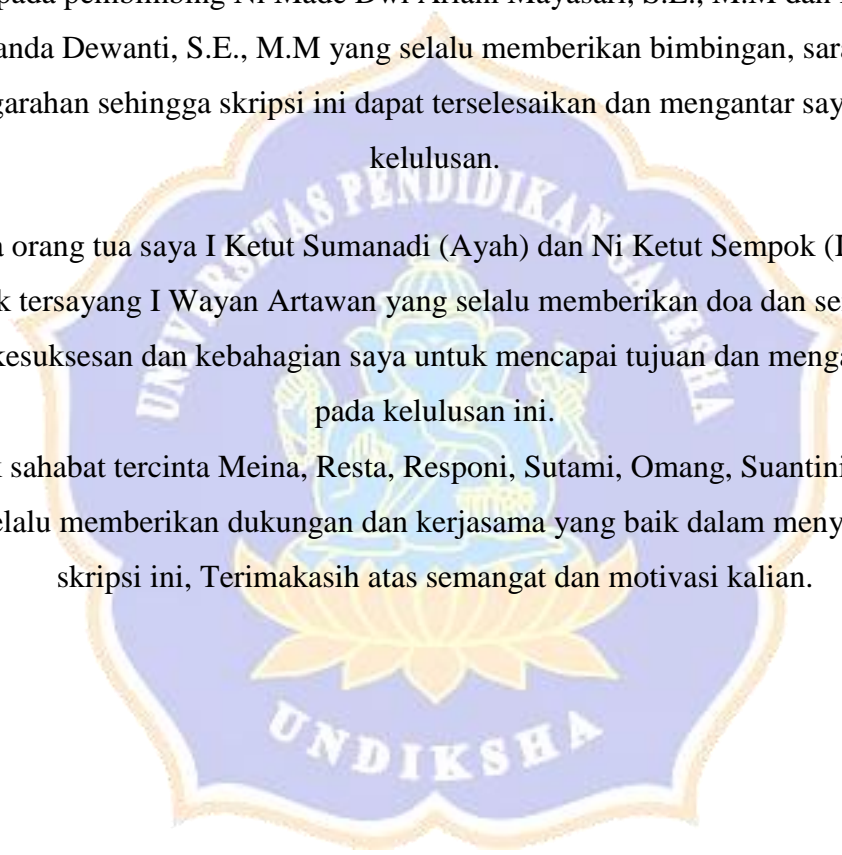 pada pembimbing Ni Made Dwi Ariani Mayasari, S.E., M.M dan
anda Dewanti, S.E., M.M yang selalu memberikan bimbingan, sara
garahan sehingga skripsi ini dapat terselesaikan dan mengantar say
kelulusan.
a orang tua saya I Ketut Sumanadi (Ayah) dan Ni Ketut Sempok (I
k tersayang I Wayan Artawan yang selalu memberikan doa dan se
kesuksesan dan kebahagian saya untuk mencapai tujuan dan menga
pada kelulusan ini.
k sahabat tercinta Meina, Resta, Responi, Sutami, Omang, Suantini
elalu memberikan dukungan dan kerjasama yang baik dalam meny
skripsi ini, Terimakasih atas semangat dan motivasi kalian.
UNIVERSITAS PENDIDIKAN GANESHA
UNDIKSHA